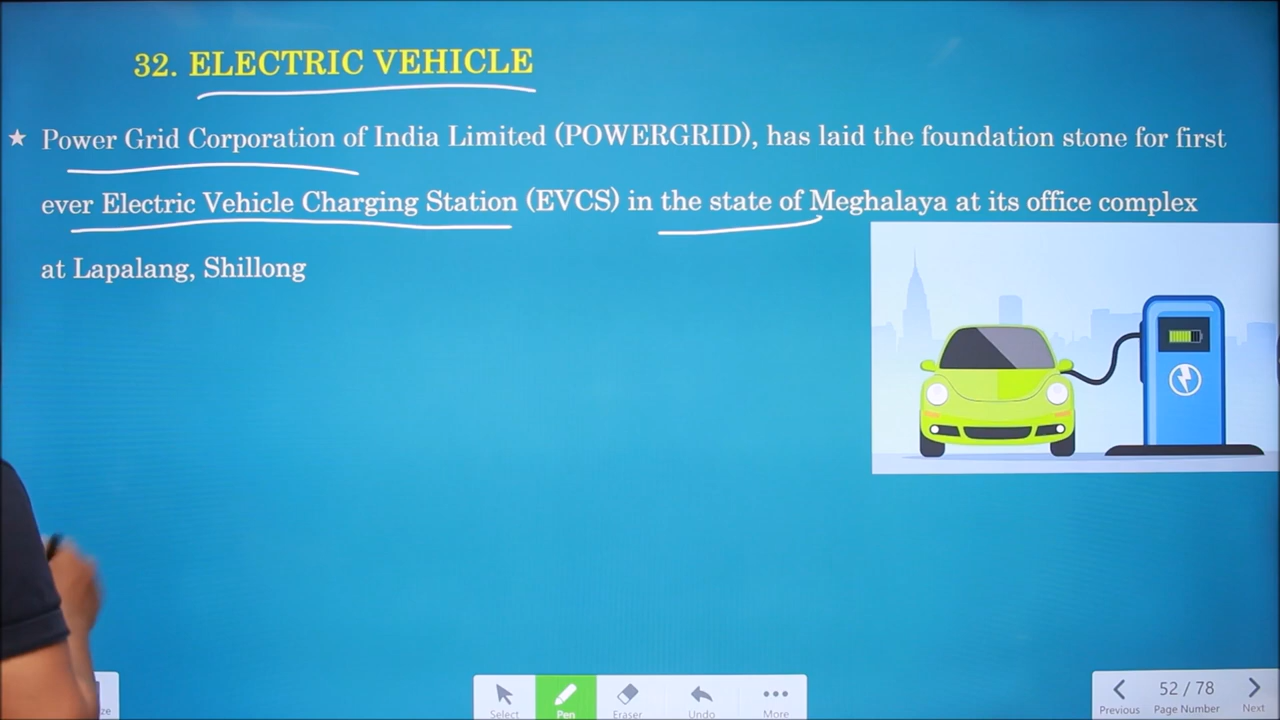 32. ELECTRIC VEHICLE
★ Power Grid Corporation of India Limited (POWERGRID), has laid the foundation stone for first
ever Electric Vehicle Charging Station (EVCS) in the state of Meghalaya at its office complex
at Lapalang, Shillong
Select
Pen
Eraser
Undo
More
52 / 78
Previous
Page Number
Next